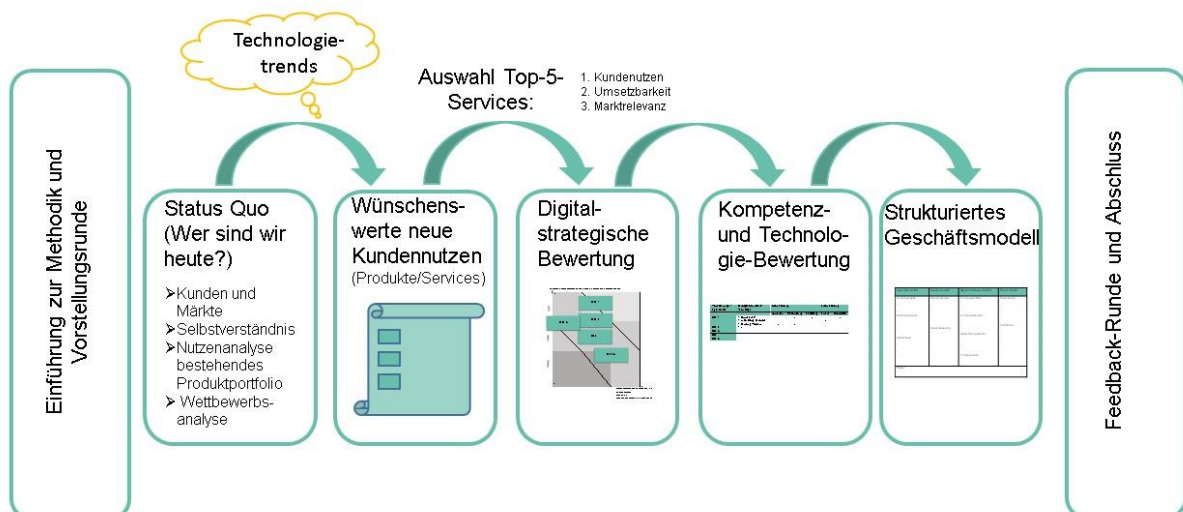 Einführung zur Methodik und
Vorstellungsrunde
Technologie-
trends
Auswahl Top-5-
Services:
1. Kundenutzen
2. Umsetzbarkeit
3. Marktrelevanz
Status Quo
(Wer sind wir
heute?)
➢Kunden und
Märkte
➢Selbstverständnis
➢Nutzenanalyse
bestehendes
Produktportfolio
➢Wettbewerbs-
analyse
Wünschens-
werte neue
Kundennutzen
(Produkte/Services)
Digital-
strategische
Bewertung
Kompetenz-
und Technolo-
gie-Bewertung
Strukturiertes
Geschäftsmodell
Feedback-Runde und Abschluss